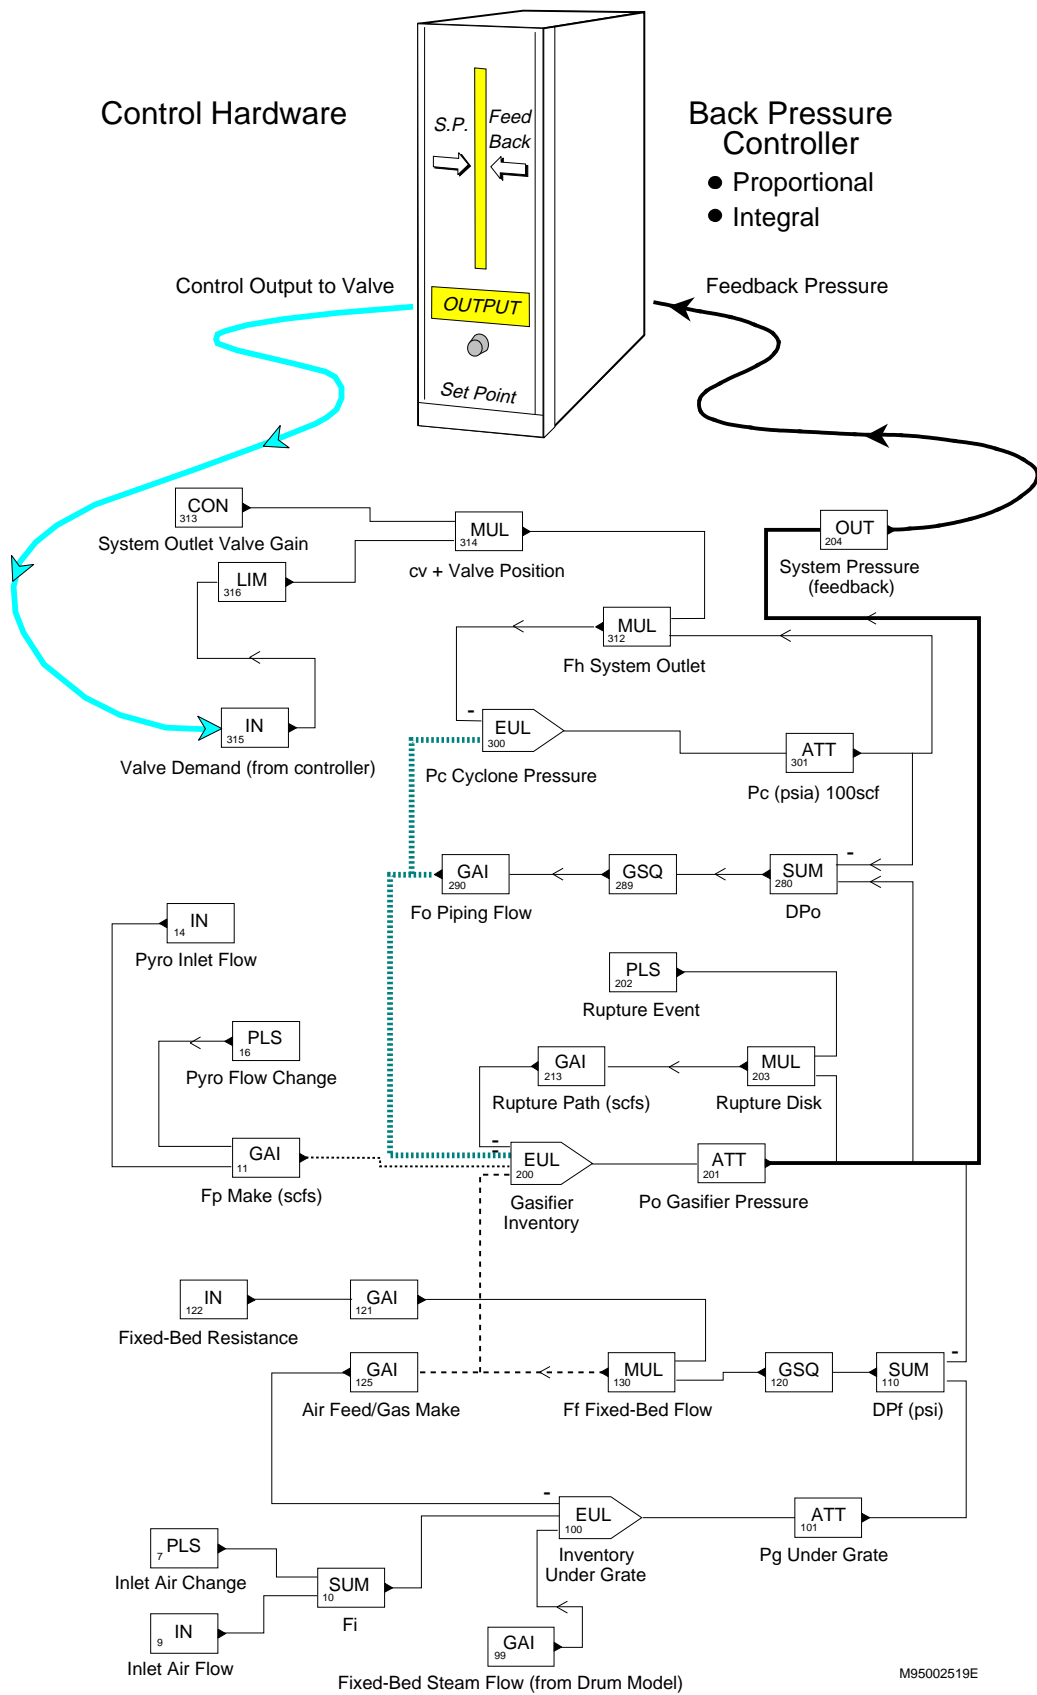 Control Hardware
S.P.
Feed
Back
Back Pressure
Controller
● Proportional
● Integral
Control Output to Valve
OUTPUT
Feedback Pressure
Set Point
CON
313
System Outlet Valve Gain
MUL
314
cv + Valve Position
OUT
204
System Pressure
(feedback)
LIM
316
MUL
312
Fh System Outlet
IN
315
Valve Demand (from controller)
-
EUL
300
Pc Cyclone Pressure
ATT
301
Pc (psia) 100scf
GAI
290
Fo Piping Flow
GSQ
289
-
SUM
280
DPo
IN
14
Pyro Inlet Flow
PLS
202
Rupture Event
PLS
16
Pyro Flow Change
GAI
213
Rupture Path (scfs)
MUL
203
Rupture Disk
GAI
11
Fp Make (scfs)
-
-
EUL
200
Gasifier
Inventory
ATT
201
Po Gasifier Pressure
IN
122
Fixed-Bed Resistance
GAI
121
GAI
125
Air Feed/Gas Make
MUL
130
Ff Fixed-Bed Flow
GSQ
120
-
SUM
110
DPf (psi)
-
EUL
100
Inventory
Under Grate
ATT
101
Pg Under Grate
PLS
7
Inlet Air Change
SUM
10
Fi
IN
9
Inlet Air Flow
GAI
99
Fixed-Bed Steam Flow (from Drum Model)
M95002519E